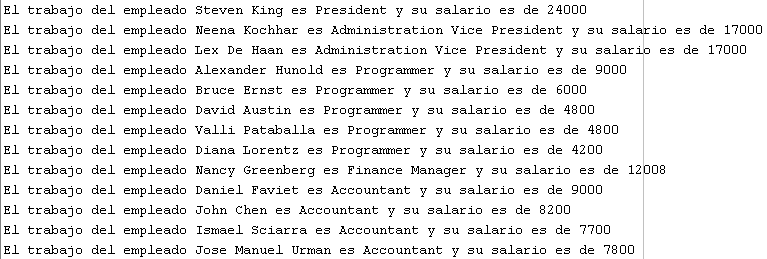 El trabajo del empleado Steven King es President y su salario es de 24000
El trabajo del empleado Neena Kochhar es Administration Vice President y su salario es de 17000
El trabajo del empleado Lex De Haan es Administration Vice President y su salario es de 17000
El trabajo del empleado Alexander Hunold es Programmer y su salario es de 9000
El trabajo del empleado Bruce Ernst es Programmer y su salario es de 6000
El trabajo del empleado David Austin es Programmer y su salario es de 4800
El trabajo del empleado Valli Pataballa es Programmer y su salario es de 4800
El trabajo del empleado Diana Lorentz es Programmer y su salario es de 4200
El trabajo del empleado Nancy Greenberg es Finance Manager y su salario es de 12008
El trabajo del empleado Daniel Faviet es Accountant y su salario es de 9000
El trabajo del empleado John Chen es Accountant y su salario es de 8200
El trabajo del empleado Ismael Sciarra es Accountant y su salario es de 7700
El trabajo del empleado Jose Manuel Urman es Accountant y su salario es de 7800